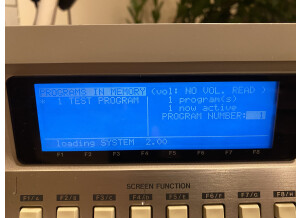 PROGRAMS IN MEMORY (vol: NO VOL. READ )
* 1 TEST PROGRAM
1 program(s)
1 now active
PROGRAM NUMBER: 1
loading SYSTEM 2.00
F1 F2 F3 F4 F5 F6 F7 F8
SCREEN FUNCTION